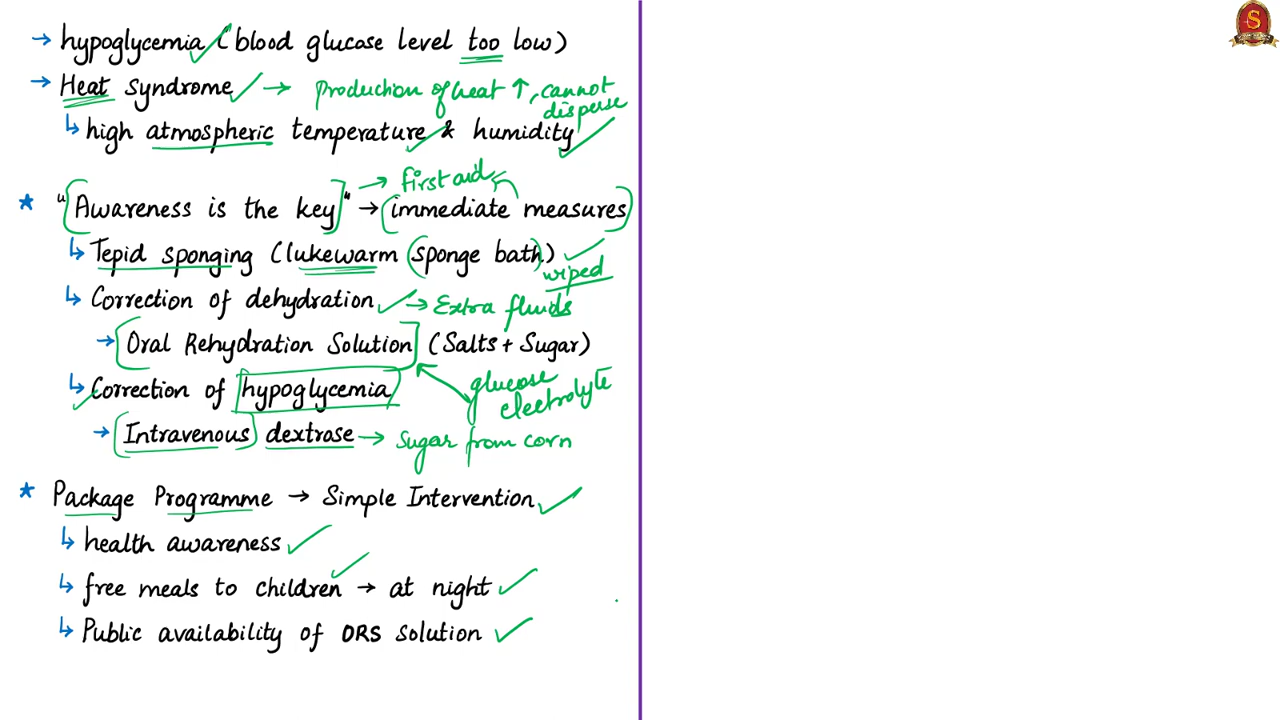 → hypoglycemia (blood glucose level too low)
→ Heat Syndrome → Production of heat ↑, cannot disperse
↳ high atmospheric temperature & humidity
→ first aid
* "[Awareness is the key]" → (immediate measures)
↳ Tepid sponging (lukewarm (sponge bath))
wiped
↳ Correction of dehydration → Extra fluids
→ [Oral Rehydration Solution] (Salts + Sugar)
↳ Correction of hypoglycemia
glucose
electrolyte
→ (Intravenous) dextrose → Sugar from corn
* Package Programme → Simple Intervention
↳ health awareness
↳ free meals to children → at night
↳ Public availability of ORS solution
S